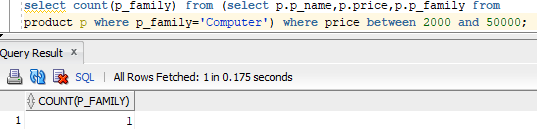 select count(p_family) from (select p.p_name,p.price,p.p_family from
product p where p_family='Computer') where price between 2000 and 50000;
Query Result x
SQL | All Rows Fetched: 1 in 0.175 seconds
COUNT(P_FAMILY)
1 1